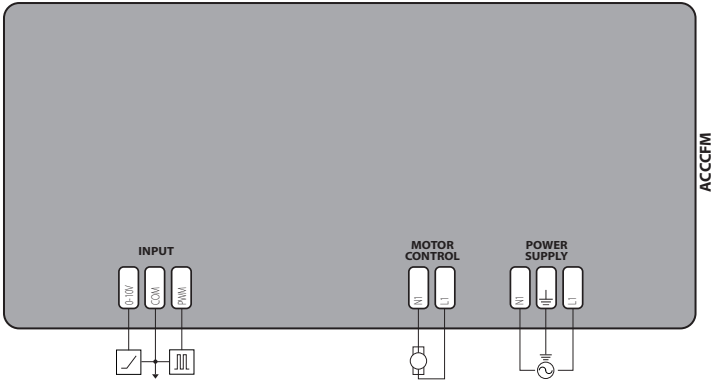 ACCCFM
INPUT
0-10V
COM
PWM
MOTOR
CONTROL
N1
L1
POWER
SUPPLY
N1
L1